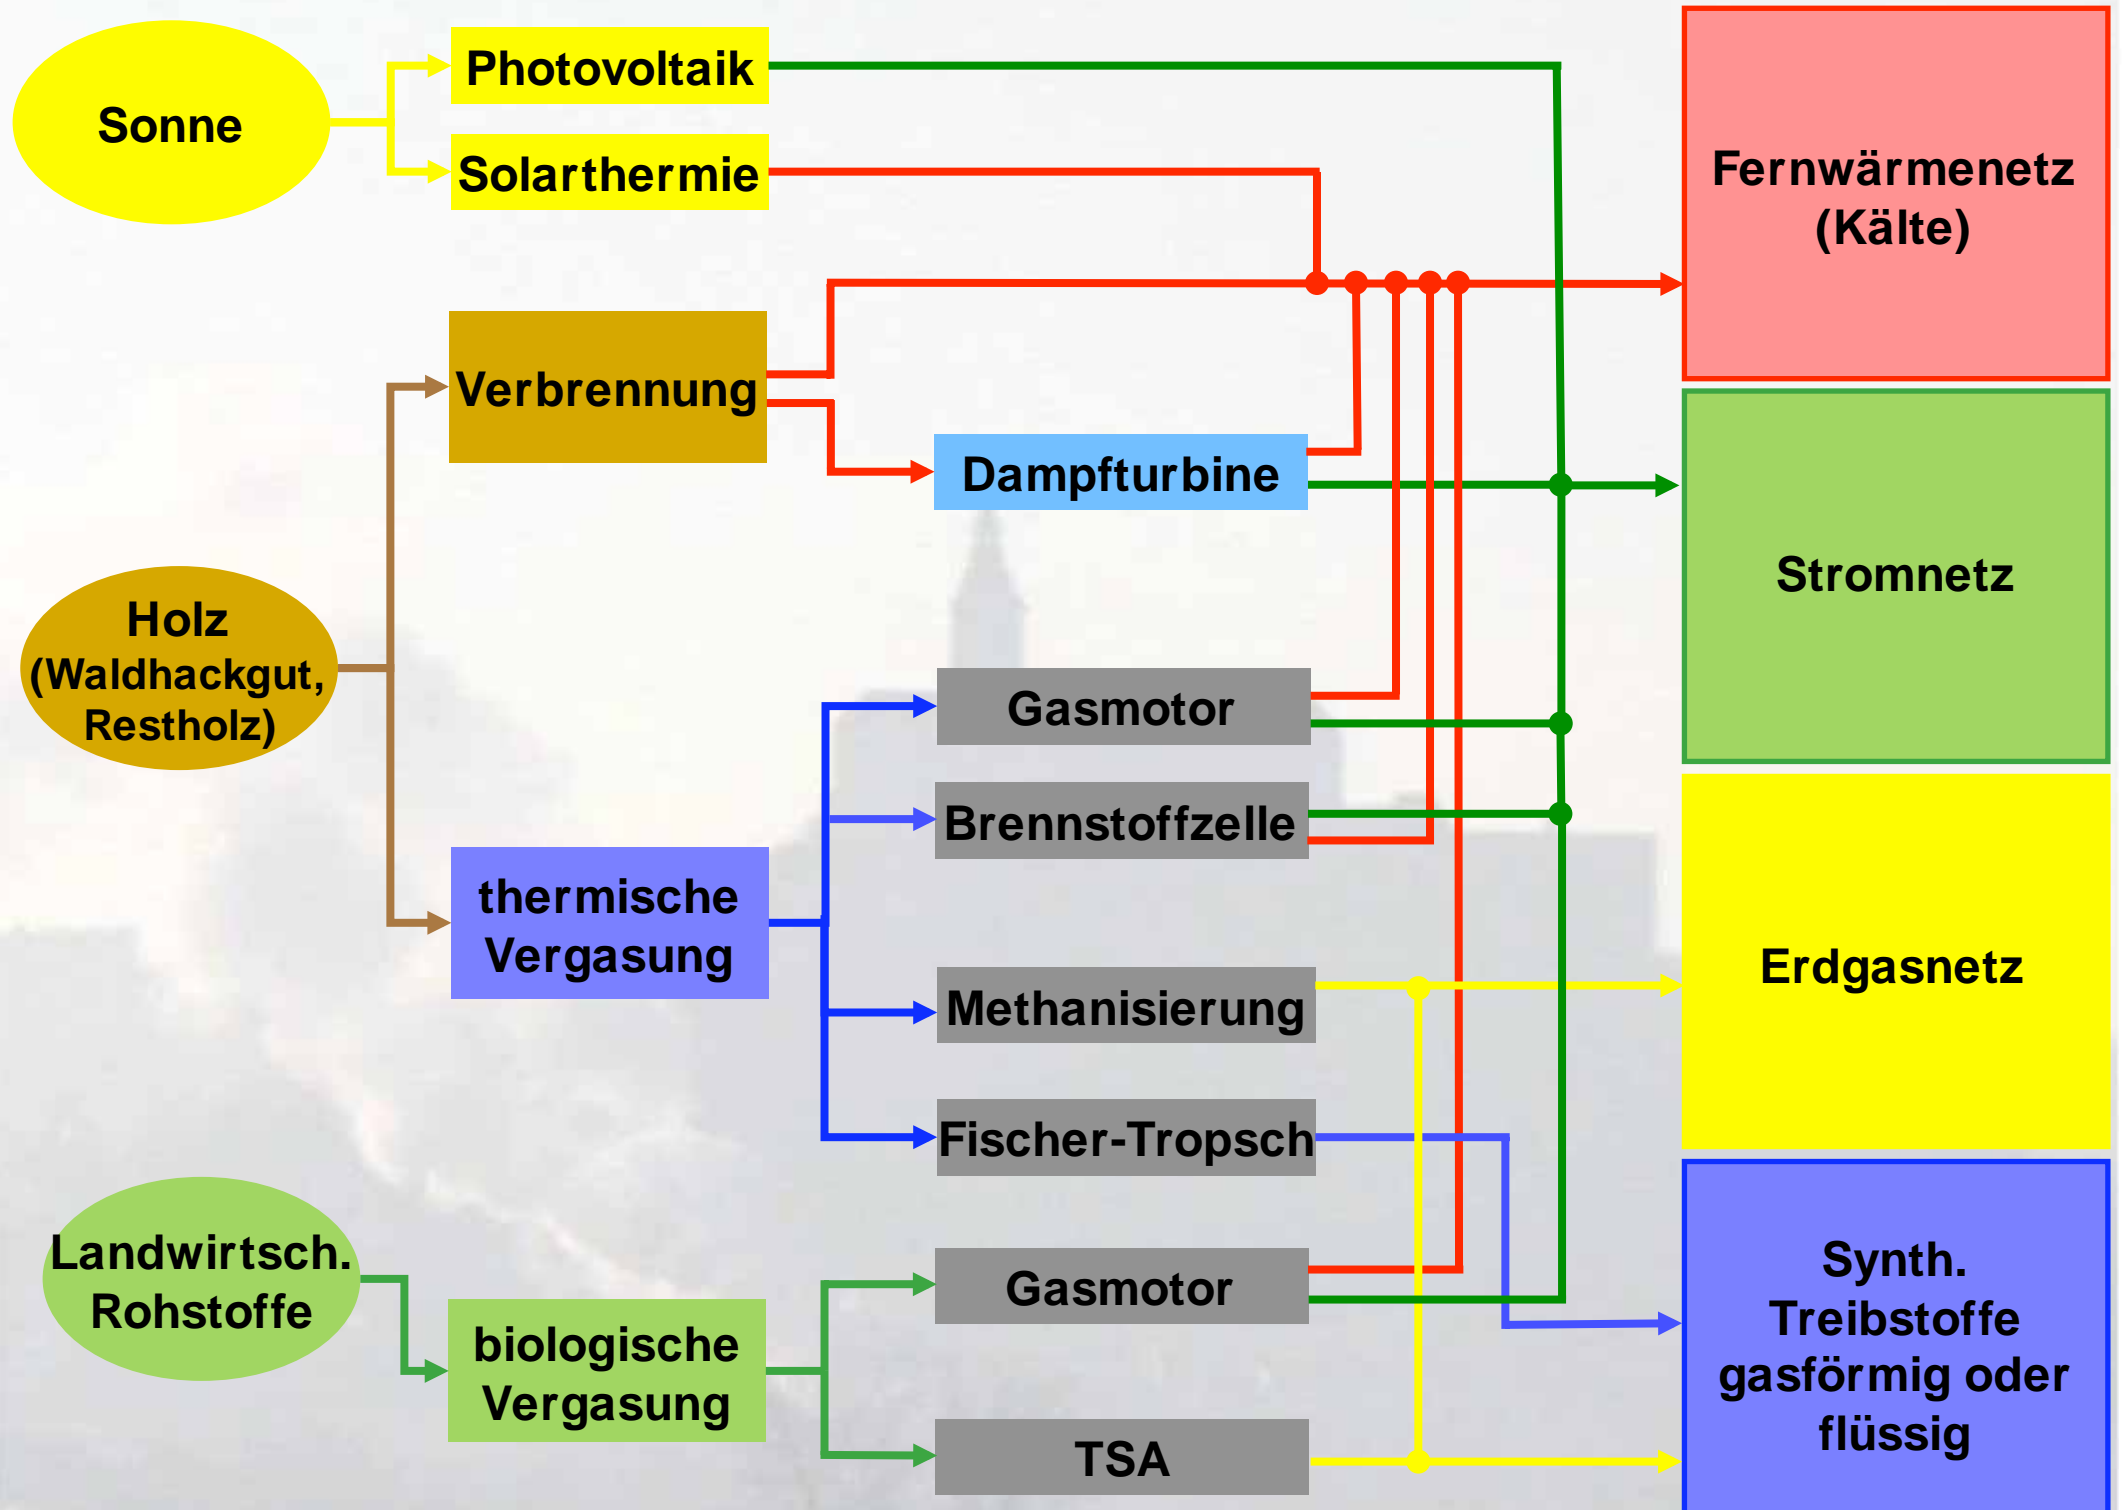 Sonne
Photovoltaik
Solarthermie
Fernwärmenetz
(Kälte)
Verbrennung
Dampfturbine
Stromnetz
Holz
(Waldhackgut,
Restholz)
Gasmotor
Brennstoffzelle
thermische
Vergasung
Methanisierung
Erdgasnetz
Fischer-Tropsch
Landwirtsch.
Rohstoffe
biologische
Vergasung
Gasmotor
TSA
Synth.
Treibstoffe
gasförmig oder
flüssig